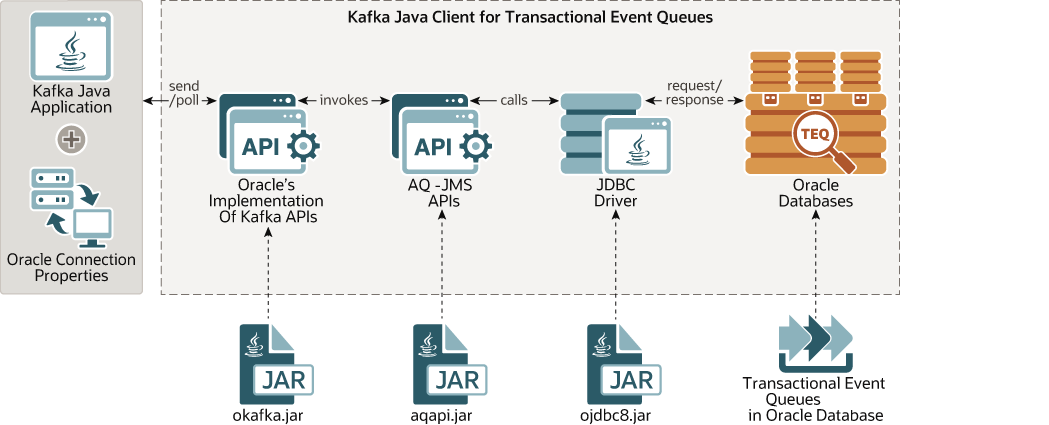 Kafka Java Client for Transactional Event Queues
Kafka Java
Application
Oracle Connection
Properties
send
/poll
invokes
calls
request/
response
API
API
TEQ
Oracle's
Implementation
Of Kafka APIs
AQ -JMS
APIs
JDBC
Driver
Oracle
Databases
JAR
JAR
JAR
okafka.jar
aqapi.jar
ojdbc8.jar
Transactional Event
Queues
in Oracle Database